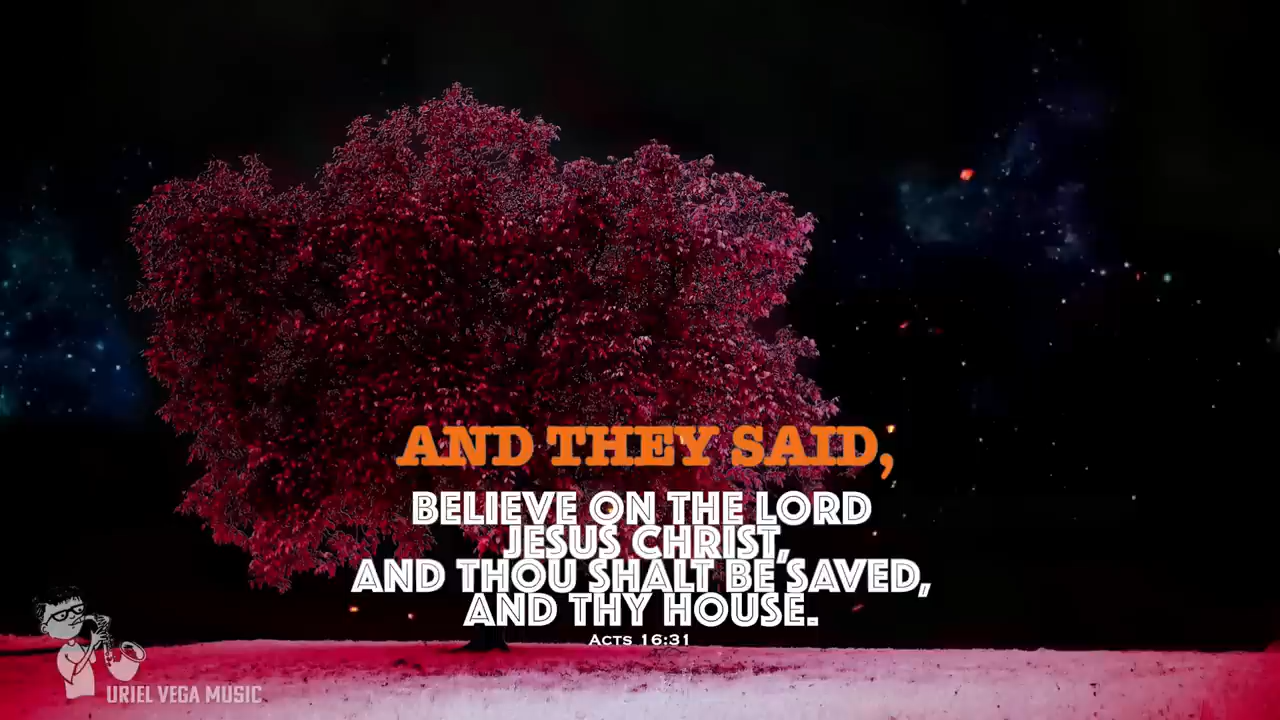 AND THEY SAID,
BELIEVE ON THE LORD
JESUS CHRIST,
AND THOU SHALT BE SAVED,
AND THY HOUSE.
Acts 16:31
URIEL VEGA MUSIC